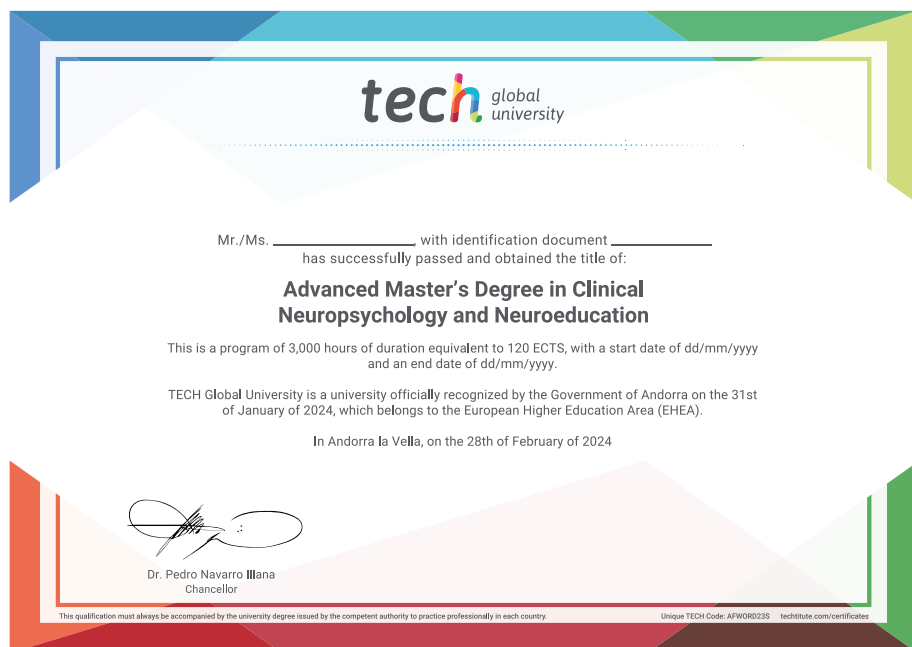 tech global
university
Mr./Ms. ____________, with identification document ____________
has successfully passed and obtained the title of:
Advanced Master's Degree in Clinical
Neuropsychology and Neuroeducation
This is a program of 3,000 hours of duration equivalent to 120 ECTS, with a start date of dd/mm/yyyy
and an end date of dd/mm/yyyy.
TECH Global University is a university officially recognized by the Government of Andorra on the 31st
of January of 2024, which belongs to the European Higher Education Area (EHEA).
In Andorra la Vella, on the 28th of February of 2024
Dr. Pedro Navarro Illana
Chancellor
This qualification must always be accompanied by the university degree issued by the competent authority to practice professionally in each country.
Unique TECH Code: AFWORD23S techtitute.com/certificates